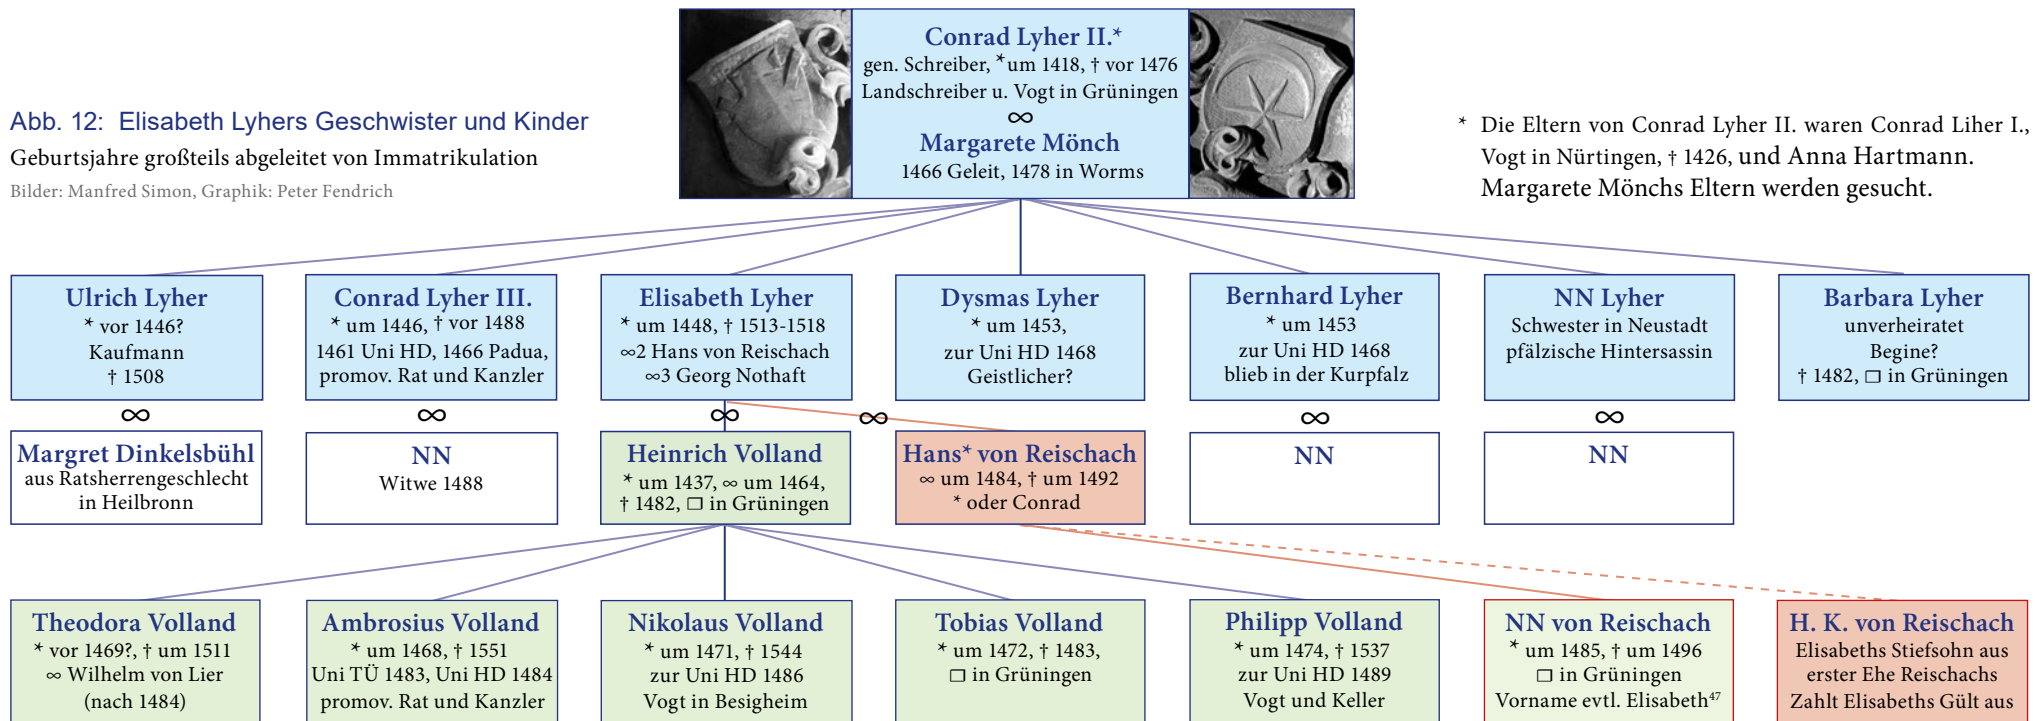 Conrad Lyher II.*
gen. Schreiber, *um 1418, † vor 1476
Landschreiber u. Vogt in Grüningen
∞
Margarete Mönch
1466 Geleit, 1478 in Worms
Abb. 12: Elisabeth Lyhers Geschwister und Kinder
Geburtsjahre großteils abgeleitet von Immatrikulation
Bilder: Manfred Simon, Graphik: Peter Fendrich
* Die Eltern von Conrad Lyher II. waren Conrad Liher I.,
Vogt in Nürtingen, † 1426, und Anna Hartmann.
Margarete Mönchs Eltern werden gesucht.
Ulrich Lyher
* vor 1446?
Kaufmann
† 1508
Conrad Lyher III.
* um 1446, † vor 1488
1461 Uni HD, 1466 Padua,
promov. Rat und Kanzler
Elisabeth Lyher
* um 1448, † 1513-1518
∞2 Hans von Reischach
∞3 Georg Nothaft
Dysmas Lyher
* um 1453,
zur Uni HD 1468
Geistlicher?
Bernhard Lyher
* um 1453
zur Uni HD 1468
blieb in der Kurpfalz
NN Lyher
Schwester in Neustadt
pfälzische Hintersassin
Barbara Lyher
unverheiratet
Begine?
† 1482, □ in Grüningen
∞ ∞ ∞ ∞ ∞ ∞
Margret Dinkelsbühl
aus Ratsherrengeschlecht
in Heilbronn
NN
Witwe 1488
Heinrich Volland
* um 1437, ∞ um 1464,
† 1482, □ in Grüningen
Hans* von Reischach
∞ um 1484, † um 1492
* oder Conrad
NN
NN
Theodora Volland
* vor 1469?, † um 1511
∞ Wilhelm von Lier
(nach 1484)
Ambrosius Volland
* um 1468, † 1551
Uni TÜ 1483, Uni HD 1484
promov. Rat und Kanzler
Nikolaus Volland
* um 1471, † 1544
zur Uni HD 1486
Vogt in Besigheim
Tobias Volland
* um 1472, † 1483,
□ in Grüningen
Philipp Volland
* um 1474, † 1537
zur Uni HD 1489
Vogt und Keller
NN von Reischach
* um 1485, † um 1496
□ in Grüningen
Vorname evtl. Elisabeth⁴⁷
H. K. von Reischach
Elisabeths Stiefsohn aus
erster Ehe Reischachs
Zahlt Elisabeths Gült aus